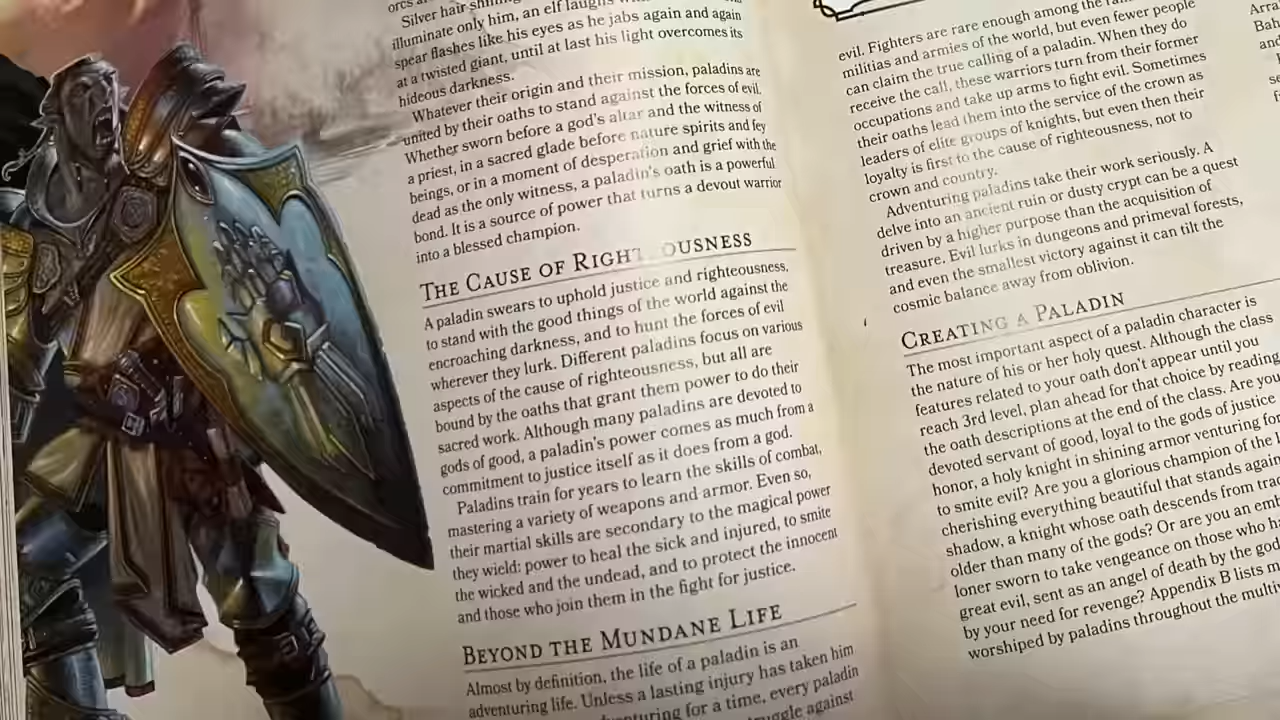 orcs
Silver hair
illuminate only him, an elf laughs
spear flashes like his eyes as he jabs again and again
at a twisted giant, until at last his light overcomes its
hideous darkness.
Whatever their origin and their mission, paladins are
united by their oaths to stand against the forces of evil.
Whether sworn before a god's altar and the witness of
a priest, in a sacred glade before nature spirits and fey
beings, or in a moment of desperation and grief with the
dead as the only witness, a paladin's oath is a powerful
bond. It is a source of power that turns a devout warrior
into a blessed champion.
THE CAUSE OF RIGHT OUSNESS
A paladin swears to uphold justice and righteousness,
to stand with the good things of the world against the
encroaching darkness, and to hunt the forces of evil
wherever they lurk. Different paladins focus on various
aspects of the cause of righteousness, but all are
bound by the oaths that grant them power to do their
sacred work. Although many paladins are devoted to
gods of good, a paladin's power comes as much from a
commitment to justice itself as it does from a god.
Paladins train for years to learn the skills of combat,
mastering a variety of weapons and armor. Even so,
their martial skills are secondary to the magical power
they wield: power to heal the sick and injured, to smite
the wicked and the undead, and to protect the innocent
and those who join them in the fight for justice.
BEYOND THE MUNDANE LIFE
Almost by definition, the life of a paladin is an
adventuring life. Unless a lasting injury has taken him
for a time, every paladin
against
evil. Fighters are rare enough among the
militias and armies of the world, but even fewer people
can claim the true calling of a paladin. When they do
receive the call, these warriors turn from their former
occupations and take up arms to fight evil. Sometimes
their oaths lead them into the service of the crown as
leaders of elite groups of knights, but even then their
loyalty is first to the cause of righteousness, not to
crown and country.
Adventuring paladins take their work seriously. A
delve into an ancient ruin or dusty crypt can be a quest
driven by a higher purpose than the acquisition of
treasure. Evil lurks in dungeons and primeval forests,
and even the smallest victory against it can tilt the
cosmic balance away from oblivion.
CREATING A PALADIN
The most important aspect of a paladin character is
the nature of his or her holy quest. Although the class
features related to your oath don't appear until you
reach 3rd level, plan ahead for that choice by reading
the oath descriptions at the end of the class. Are you
devoted servant of good, loyal to the gods of justice
honor, a holy knight in shining armor venturing
to smite evil? Are you a glorious champion of the
cherishing everything beautiful that stands
shadow, a knight whose oath descends from
older than many of the gods? Or are you an
loner sworn to take vengeance on those who
great evil, sent as an angel of death by the
by your need for revenge? Appendix B lists
worshiped by paladins throughout the